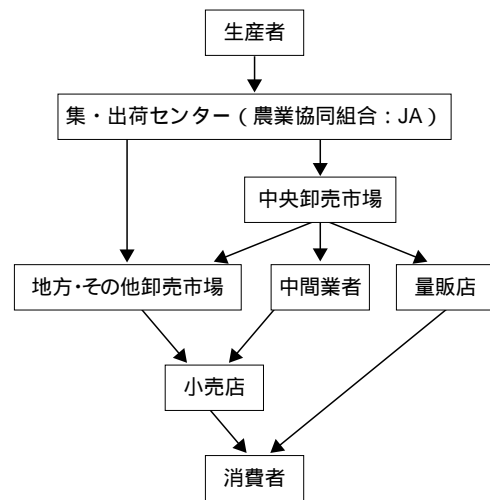 生産者
集・出荷センター（農業協同組合：JA）
中央卸売市場
地方・その他卸売市場
中間業者
量販店
小売店
消費者